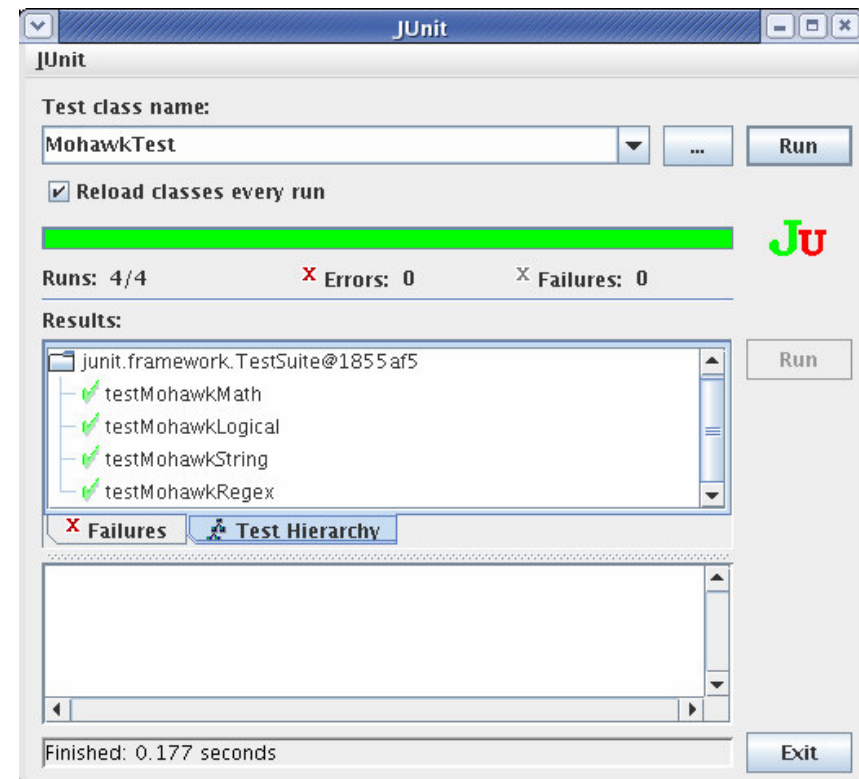 JUnit
JUnit
Test class name:
MohawkTest
...
Run
Reload classes every run
JU
Runs: 4/4
X Errors: 0
X Failures: 0
Results:
junit.framework.TestSuite@1855af5
Run
testMohawkMath
testMohawkLogical
testMohawkString
testMohawkRegex
X Failures
Test Hierarchy
Finished: 0.177 seconds
Exit